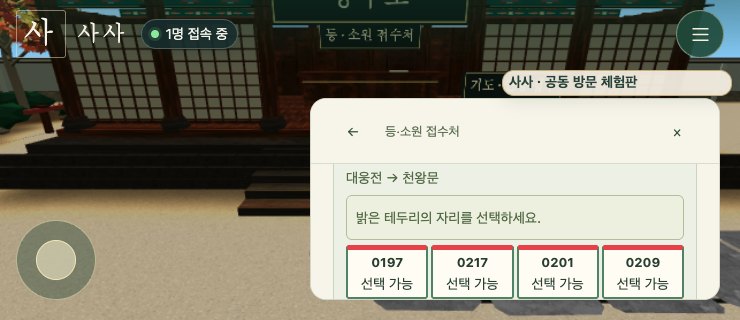 사 사사
1명 접속 중
등·소원 접수처
기도·
사사 · 공동 방문 체험판
← 등·소원 접수처 ×
대웅전 → 천왕문
밝은 테두리의 자리를 선택하세요.
0197 0217 0201 0209
선택 가능 선택 가능 선택 가능 선택 가능